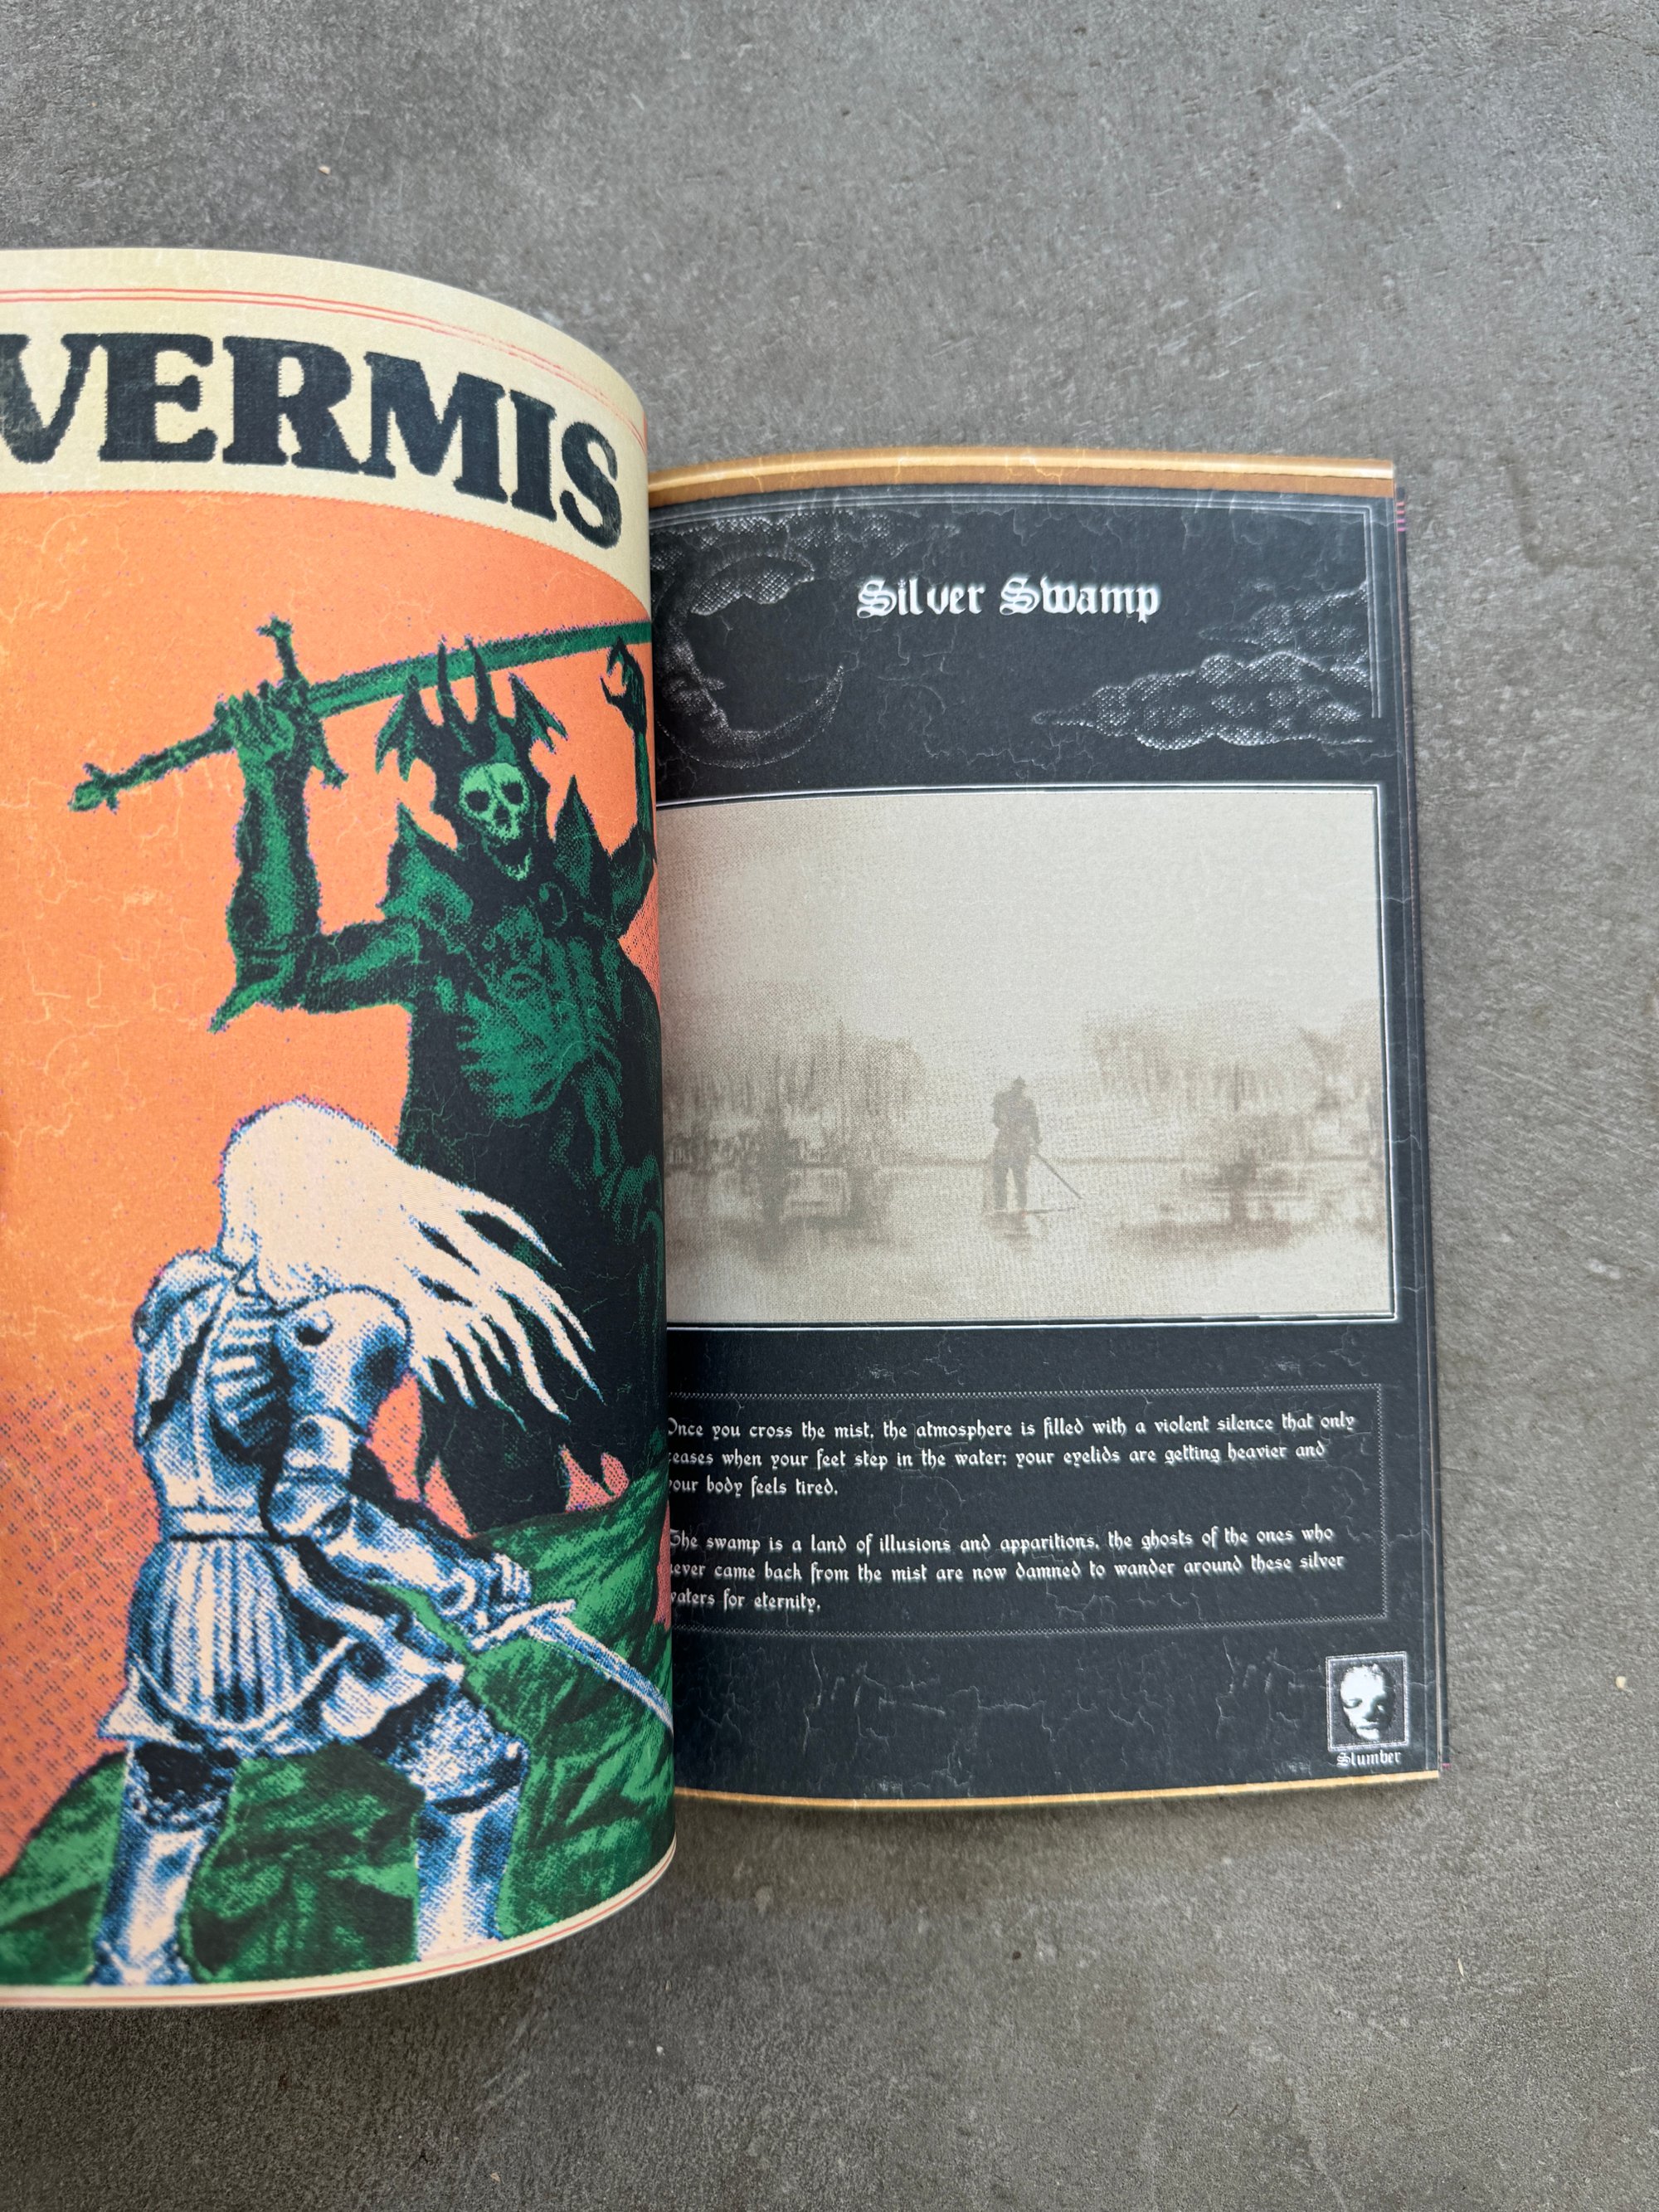 VERMIS
Silver Swamp
Once you cross the mist, the atmosphere is filled with a violent silence that only
ceases when your feet step in the water; your eyelids are getting heavier and
your body feels tired.
The swamp is a land of illusions and apparitions, the ghosts of the ones who
never came back from the mist are now damned to wander around these silver
waters for eternity.
Slumber